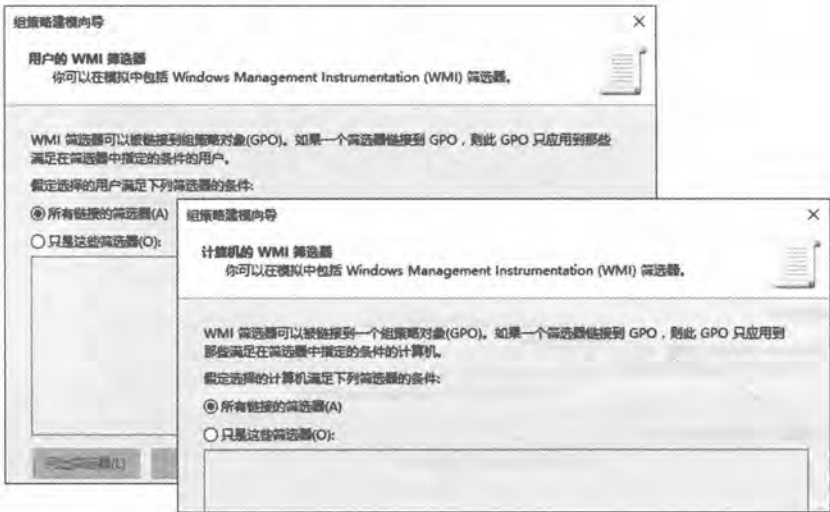 组策略建模向导
用户的 WMI 筛选器
你可以在模拟中包括 Windows Management Instrumentation (WMI) 筛选器。
WMI 筛选器可以被链接到组策略对象(GPO)。如果一个筛选器链接到 GPO，则此 GPO 只应用到那些
满足在筛选器中指定的条件的用户。
假定选择的用户满足下列筛选器的条件:
所有链接的筛选器(A)
只是这些筛选器(O):
列出筛选器(L)
组策略建模向导
计算机的 WMI 筛选器
你可以在模拟中包括 Windows Management Instrumentation (WMI) 筛选器。
WMI 筛选器可以被链接到一个组策略对象(GPO)。如果一个筛选器链接到 GPO，则此 GPO 只应用到
那些满足在筛选器中指定的条件的计算机。
假定选择的计算机满足下列筛选器的条件:
所有链接的筛选器(A)
只是这些筛选器(O):